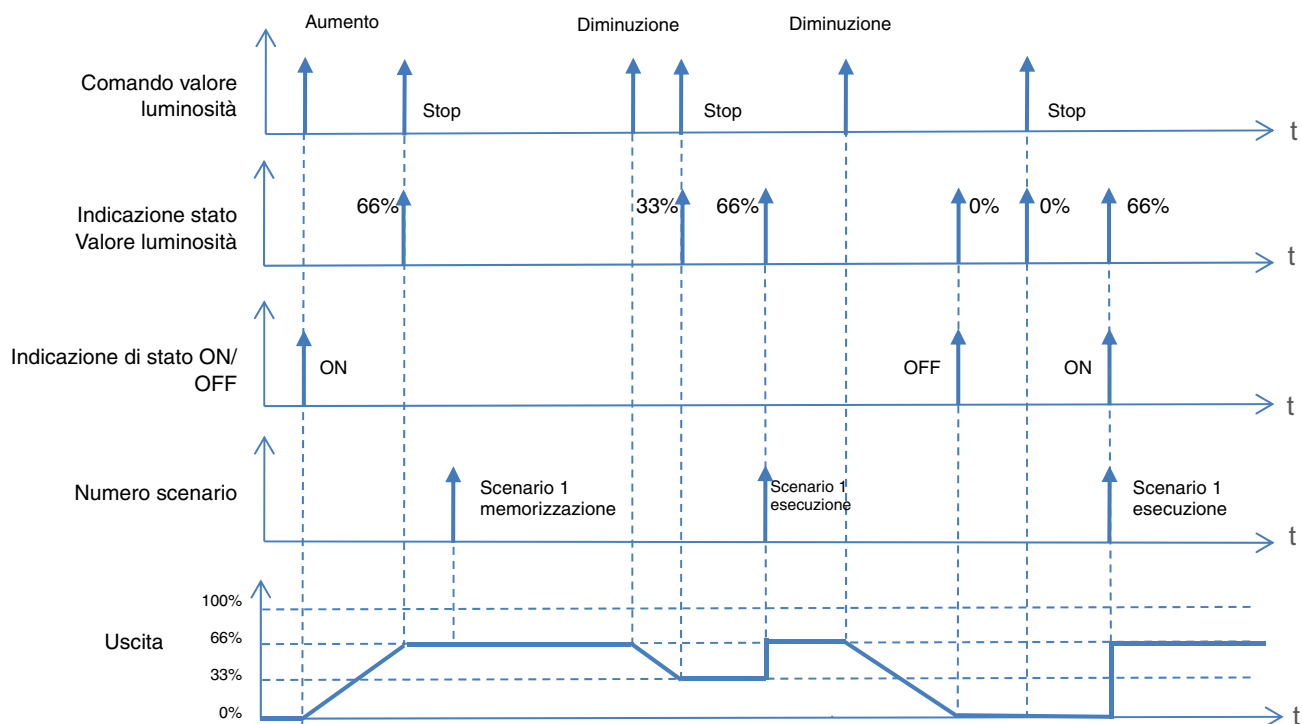 Aumento
Diminuzione
Diminuzione
Comando valore
luminosità
Stop
Stop
Stop
t
Indicazione stato
Valore luminosità
66%
33%
66%
0%
0%
66%
t
Indicazione di stato ON/
OFF
ON
OFF
ON
t
Numero scenario
Scenario 1
memorizzazione
Scenario 1
esecuzione
Scenario 1
esecuzione
t
Uscita
100%
66%
33%
0%
t